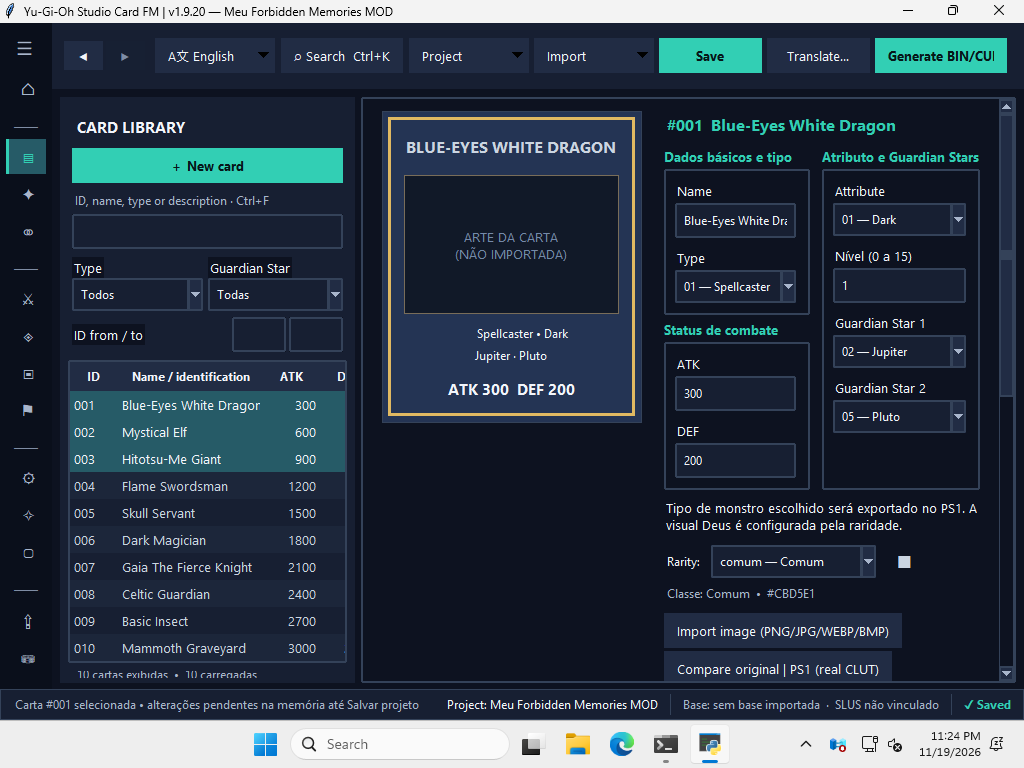 Yu-Gi-Oh Studio Card FM | v1.9.20 — Meu Forbidden Memories MOD
A文 English
Search Ctrl+K
Project
Import
Save
Translate...
Generate BIN/CUI
CARD LIBRARY
+ New card
ID, name, type or description · Ctrl+F
Type
Guardian Star
Todos
Todas
ID from / to
ID Name / identification ATK D
001 Blue-Eyes White Dragor 300
002 Mystical Elf 600
003 Hitotsu-Me Giant 900
004 Flame Swordsman 1200
005 Skull Servant 1500
006 Dark Magician 1800
007 Gaia The Fierce Knight 2100
008 Celtic Guardian 2400
009 Basic Insect 2700
010 Mammoth Graveyard 3000
10 cartas exibidas • 10 carregadas
BLUE-EYES WHITE DRAGON
ARTE DA CARTA
(NÃO IMPORTADA)
Spellcaster • Dark
Jupiter · Pluto
ATK 300 DEF 200
#001 Blue-Eyes White Dragon
Dados básicos e tipo
Name
Blue-Eyes White Dra
Type
01 — Spellcaster
Status de combate
ATK
300
DEF
200
Atributo e Guardian Stars
Attribute
01 — Dark
Nível (0 a 15)
1
Guardian Star 1
02 — Jupiter
Guardian Star 2
05 — Pluto
Tipo de monstro escolhido será exportado no PS1. A
visual Deus é configurada pela raridade.
Rarity: comum — Comum
Classe: Comum • #CBD5E1
Import image (PNG/JPG/WEBP/BMP)
Compare original | PS1 (real CLUT)
Carta #001 selecionada • alterações pendentes na memória até Salvar projeto
Project: Meu Forbidden Memories MOD
Base: sem base importada · SLUS não vinculado
✓ Saved
Search
11:24 PM
11/19/2026